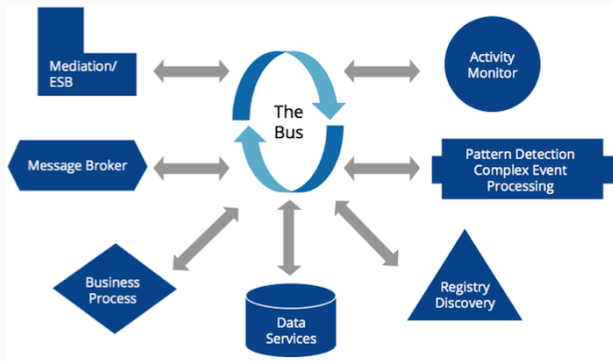 Mediation/
ESB
The
Bus
Activity
Monitor
Message Broker
Pattern Detection
Complex Event
Processing
Business
Process
Data
Services
Registry
Discovery